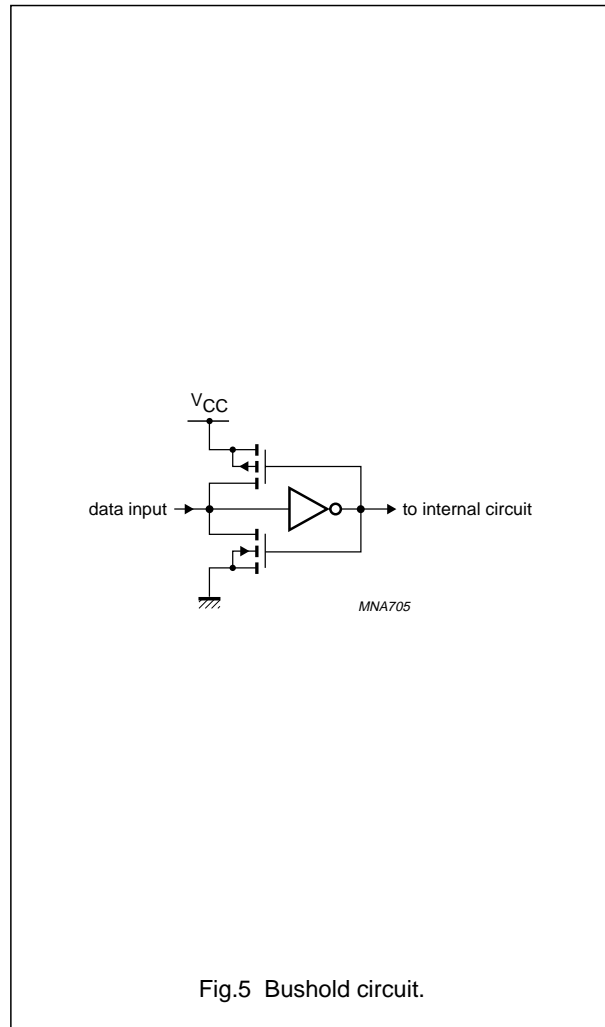 VCC
data input
to internal circuit
MNA705
Fig.5 Bushold circuit.